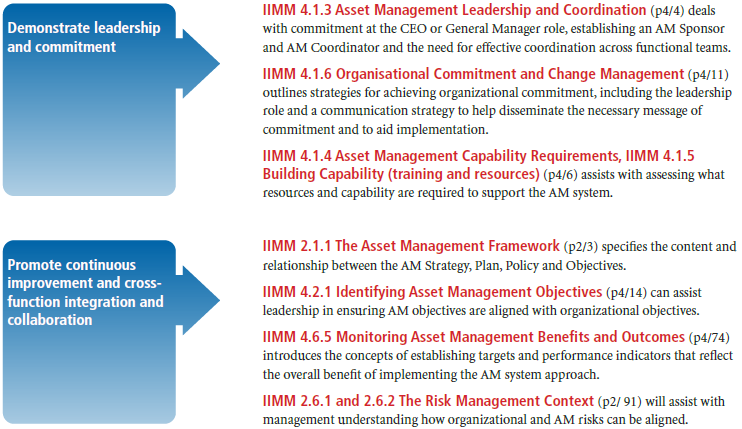 Demonstrate leadership
and commitment
IIMM 4.1.3 Asset Management Leadership and Coordination (p4/4) deals
with commitment at the CEO or General Manager role, establishing an AM Sponsor
and AM Coordinator and the need for effective coordination across functional teams.
IIMM 4.1.6 Organisational Commitment and Change Management (p4/11)
outlines strategies for achieving organizational commitment, including the leadership
role and a communication strategy to help disseminate the necessary message of
commitment and to aid implementation.
IIMM 4.1.4 Asset Management Capability Requirements, IIMM 4.1.5
Building Capability (training and resources) (p4/6) assists with assessing what
resources and capability are required to support the AM system.
Promote continuous
improvement and cross-
function integration and
collaboration
IIMM 2.1.1 The Asset Management Framework (p2/3) specifies the content and
relationship between the AM Strategy, Plan, Policy and Objectives.
IIMM 4.2.1 Identifying Asset Management Objectives (p4/14) can assist
leadership in ensuring AM objectives are aligned with organizational objectives.
IIMM 4.6.5 Monitoring Asset Management Benefits and Outcomes (p4/74)
introduces the concepts of establishing targets and performance indicators that reflect
the overall benefit of implementing the AM system approach.
IIMM 2.6.1 and 2.6.2 The Risk Management Context (p2/ 91) will assist with
management understanding how organizational and AM risks can be aligned.